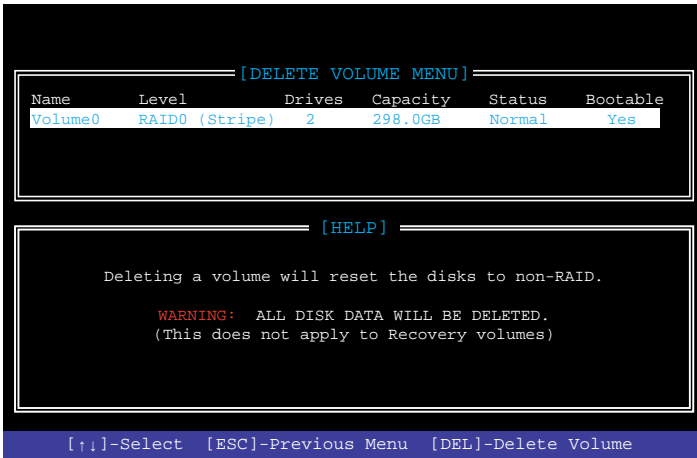 [DELETE VOLUME MENU]
Name Level Drives Capacity Status Bootable
Volume0 RAID0 (Stripe) 2 298.0GB Normal Yes
[HELP]
Deleting a volume will reset the disks to non-RAID.
WARNING: ALL DISK DATA WILL BE DELETED.
(This does not apply to Recovery volumes)
[↑↓]-Select [ESC]-Previous Menu [DEL]-Delete Volume